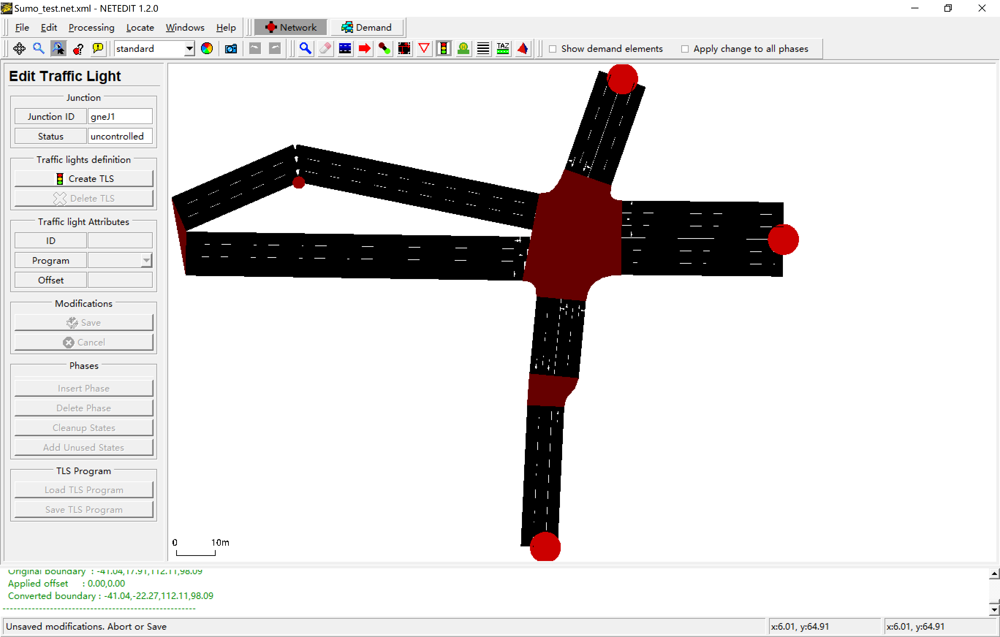 Sumo_test.net.xml - NETEDIT 1.2.0
File Edit Processing Locate Windows Help Network Demand
standard TAZ Show demand elements Apply change to all phases
Edit Traffic Light
Junction
Junction ID gneJ1
Status uncontrolled
Traffic lights definition
Create TLS
Delete TLS
Traffic light Attributes
ID
Program
Offset
Modifications
Save
Cancel
Phases
Insert Phase
Delete Phase
Cleanup States
Add Unused States
TLS Program
Load TLS Program
Save TLS Program
0 10m
Original boundary : -41.04,17.91,112.11,98.09
Applied offset : 0.00,0.00
Converted boundary : -41.04,-22.27,112.11,98.09
-----------------------------------------------------
Unsaved modifications. Abort or Save x:6.01, y:64.91 x:6.01, y:64.91